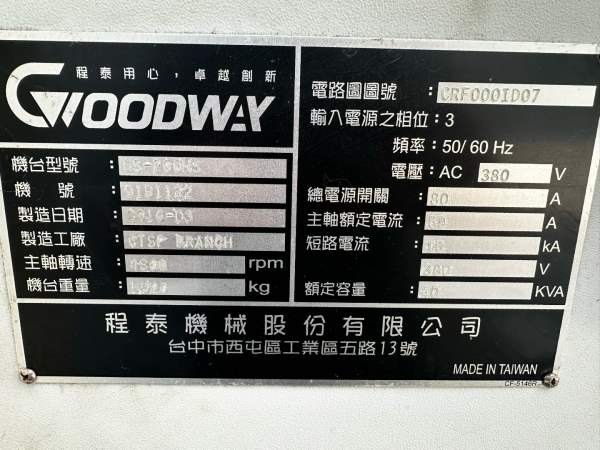 程泰用心，卓越創新
GOODWAY
機台型號：
機 號：
製造日期：
製造工廠：CTSP BRANCH
主軸轉速： rpm
機台重量： kg
電路圖圖號：CRF0001D07
輸入電源之相位：3
頻率：50/60 Hz
電壓：AC 380 V
總電源開關：80 A
主軸額定電流： A
短路電流： kA
380 V
額定容量： KVA
程泰機械股份有限公司
台中市西屯區工業區五路13號
MADE IN TAIWAN